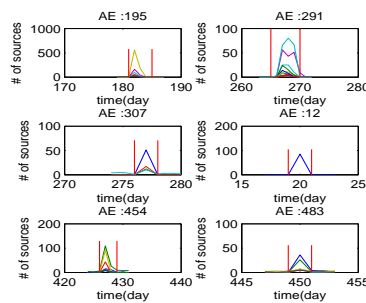 AE :195
# of sources
1000
500
0
170 180 190
time(day
AE :291
# of sources
100
50
0
260 270 280
time(day
AE :307
# of sources
100
50
0
270 275 280
time(day
AE :12
# of sources
200
100
0
15 20 25
time(day
AE :454
# of sources
200
100
0
420 430 440
time(day
AE :483
# of sources
100
50
0
445 450 455
time(day